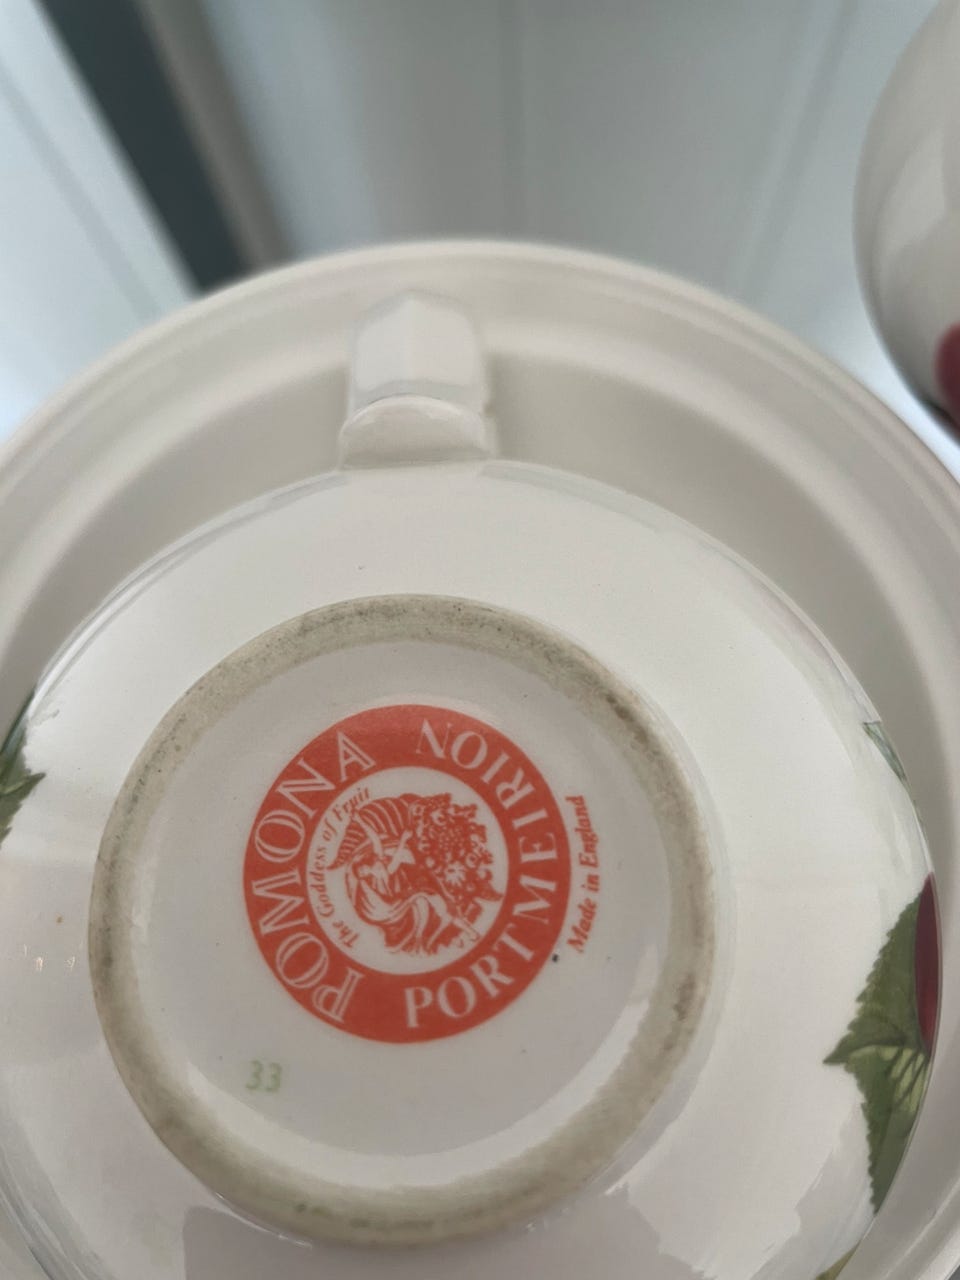 POMONA
The Goddess of Fruit
PORTMEIRION
Made in England
33